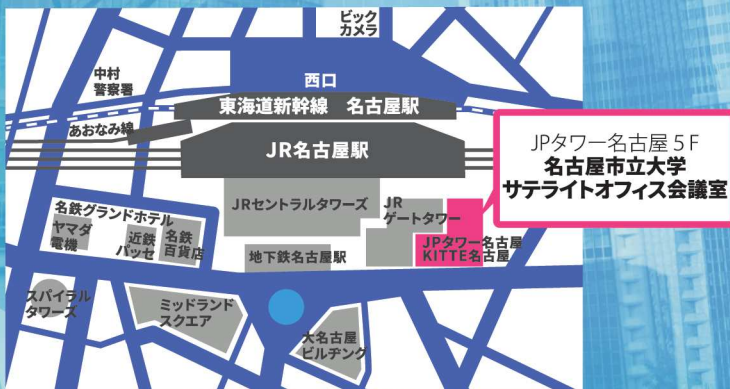 ビック
カメラ
中村
警察署
西口
東海道新幹線 名古屋駅
あおなみ線
JR名古屋駅
JPタワー名古屋 5F
名古屋市立大学
サテライトオフィス会議室
名鉄グランドホテル
ヤマダ
電機
近鉄
パッセ
名鉄
百貨店
JRセントラルタワーズ
JR
ゲートタワー
地下鉄名古屋駅
JPタワー名古屋
KITTE名古屋
スパイラル
タワーズ
ミッドランド
スクエア
大名古屋
ビルヂング